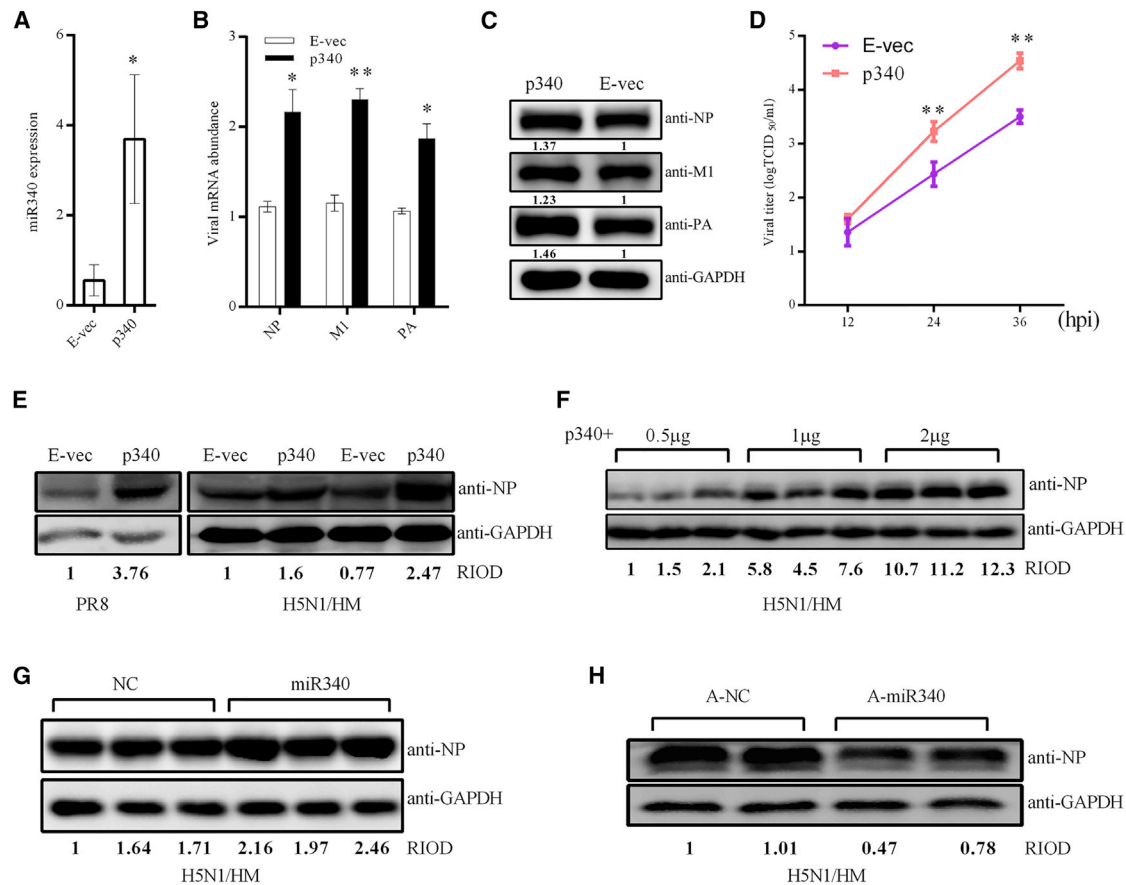 A
miR340 expression
6
4
2
0
E-vec
p340
*
B
Viral mRNA abundance
3
2
1
0
E-vec
p340
* ** *
NP M1 PA
C
p340 E-vec
anti-NP
1.37 1
anti-M1
1.23 1
anti-PA
1.46 1
anti-GAPDH
D
Viral titer (logTCID 50/ml)
5
4
3
2
1
0
E-vec
p340
** **
12 24 36 (hpi)
E
E-vec p340 E-vec p340 E-vec p340
anti-NP
anti-GAPDH
1 3.76 1 1.6 0.77 2.47 RIOD
PR8 H5N1/HM
F
p340+ 0.5μg 1μg 2μg
anti-NP
anti-GAPDH
1 1.5 2.1 5.8 4.5 7.6 10.7 11.2 12.3 RIOD
H5N1/HM
G
NC miR340
anti-NP
anti-GAPDH
1 1.64 1.71 2.16 1.97 2.46 RIOD
H5N1/HM
H
A-NC A-miR340
anti-NP
anti-GAPDH
1 1.01 0.47 0.78 RIOD
H5N1/HM